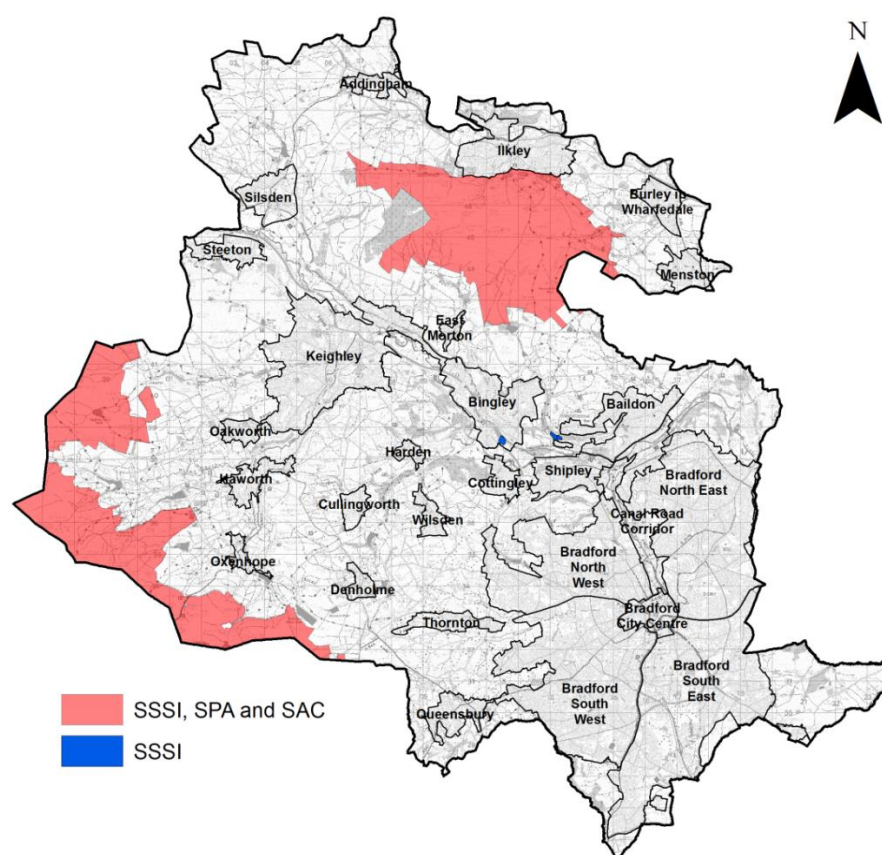 N
Addingham
Ilkley
Silsden
Burley in
Wharfedale
Steeton
Menston
East
Morton
Keighley
Bingley
Baildon
Oakworth
Harden
Shipley
Haworth
Cottingley
Bradford
North East
Cullingworth
Wilsden
Canal Road
Corridor
Oxenhope
Bradford
North
West
Denholme
Bradford
City Centre
Thornton
Bradford
South
East
Bradford
South
West
SSSI, SPA and SAC
Queensbury
SSSI